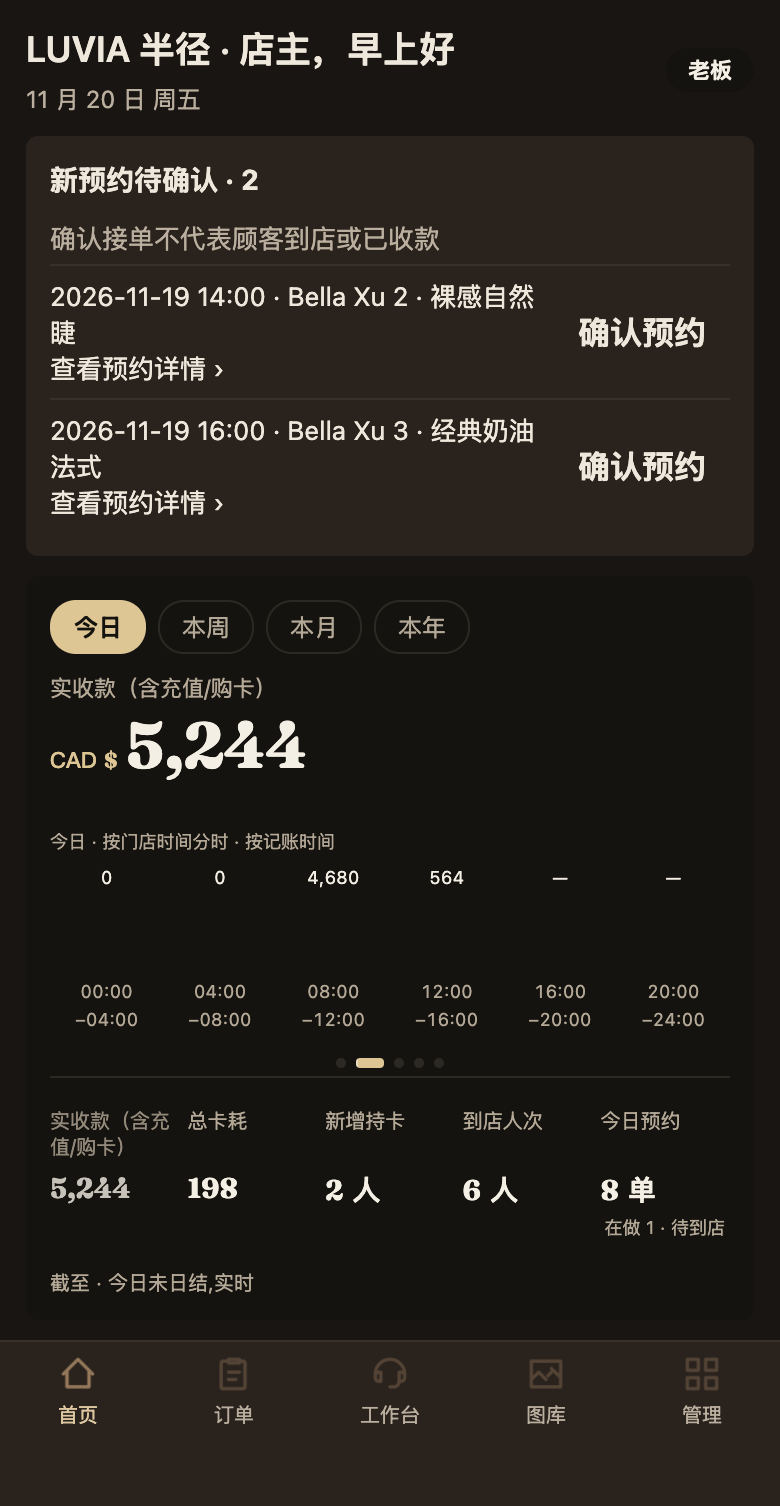 LUVIA 半径 · 店主，早上好
老板
11 月 20 日 周五
新预约待确认 · 2
确认接单不代表顾客到店或已收款
2026-11-19 14:00 · Bella Xu 2 · 裸感自然
睫
查看预约详情 ›
确认预约
2026-11-19 16:00 · Bella Xu 3 · 经典奶油
法式
查看预约详情 ›
确认预约
今日 本周 本月 本年
实收款（含充值/购卡）
CAD $ 5,244
今日 · 按门店时间分时 · 按记账时间
0 0 4,680 564 — —
00:00 04:00 08:00 12:00 16:00 20:00
–04:00 –08:00 –12:00 –16:00 –20:00 –24:00
实收款（含充 总卡耗 新增持卡 到店人次 今日预约
值/购卡）
5,244 198 2 人 6 人 8 单
在做 1 · 待到店
截至 · 今日未日结,实时
首页 订单 工作台 图库 管理